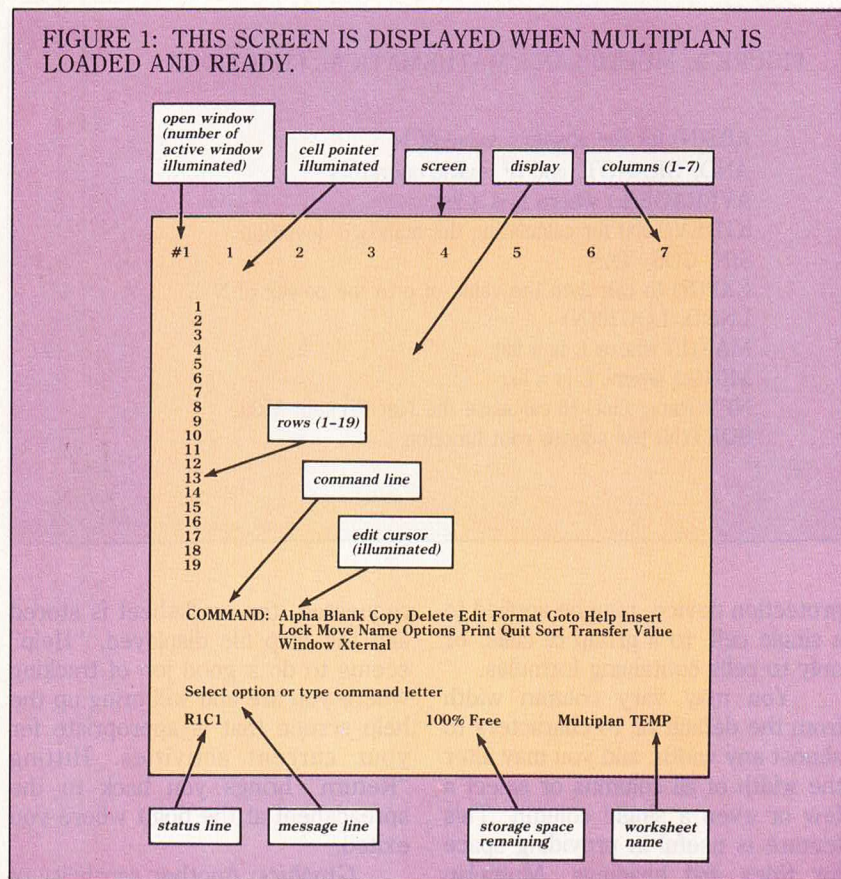 FIGURE 1: THIS SCREEN IS DISPLAYED WHEN MULTIPLAN IS
LOADED AND READY.
open window
(number of
active window
illuminated)
cell pointer
illuminated
screen
display
columns (1–7)
#1 1 2 3 4 5 6 7
1
2
3
4
5
6
7
8
9
10
11
12
13
14
15
16
17
18
19
rows (1–19)
command line
edit cursor
(illuminated)
COMMAND: Alpha Blank Copy Delete Edit Format Goto Help Insert
Lock Move Name Options Print Quit Sort Transfer Value
Window Xternal
Select option or type command letter
R1C1 100% Free Multiplan TEMP
status line
message line
storage space
remaining
worksheet
name